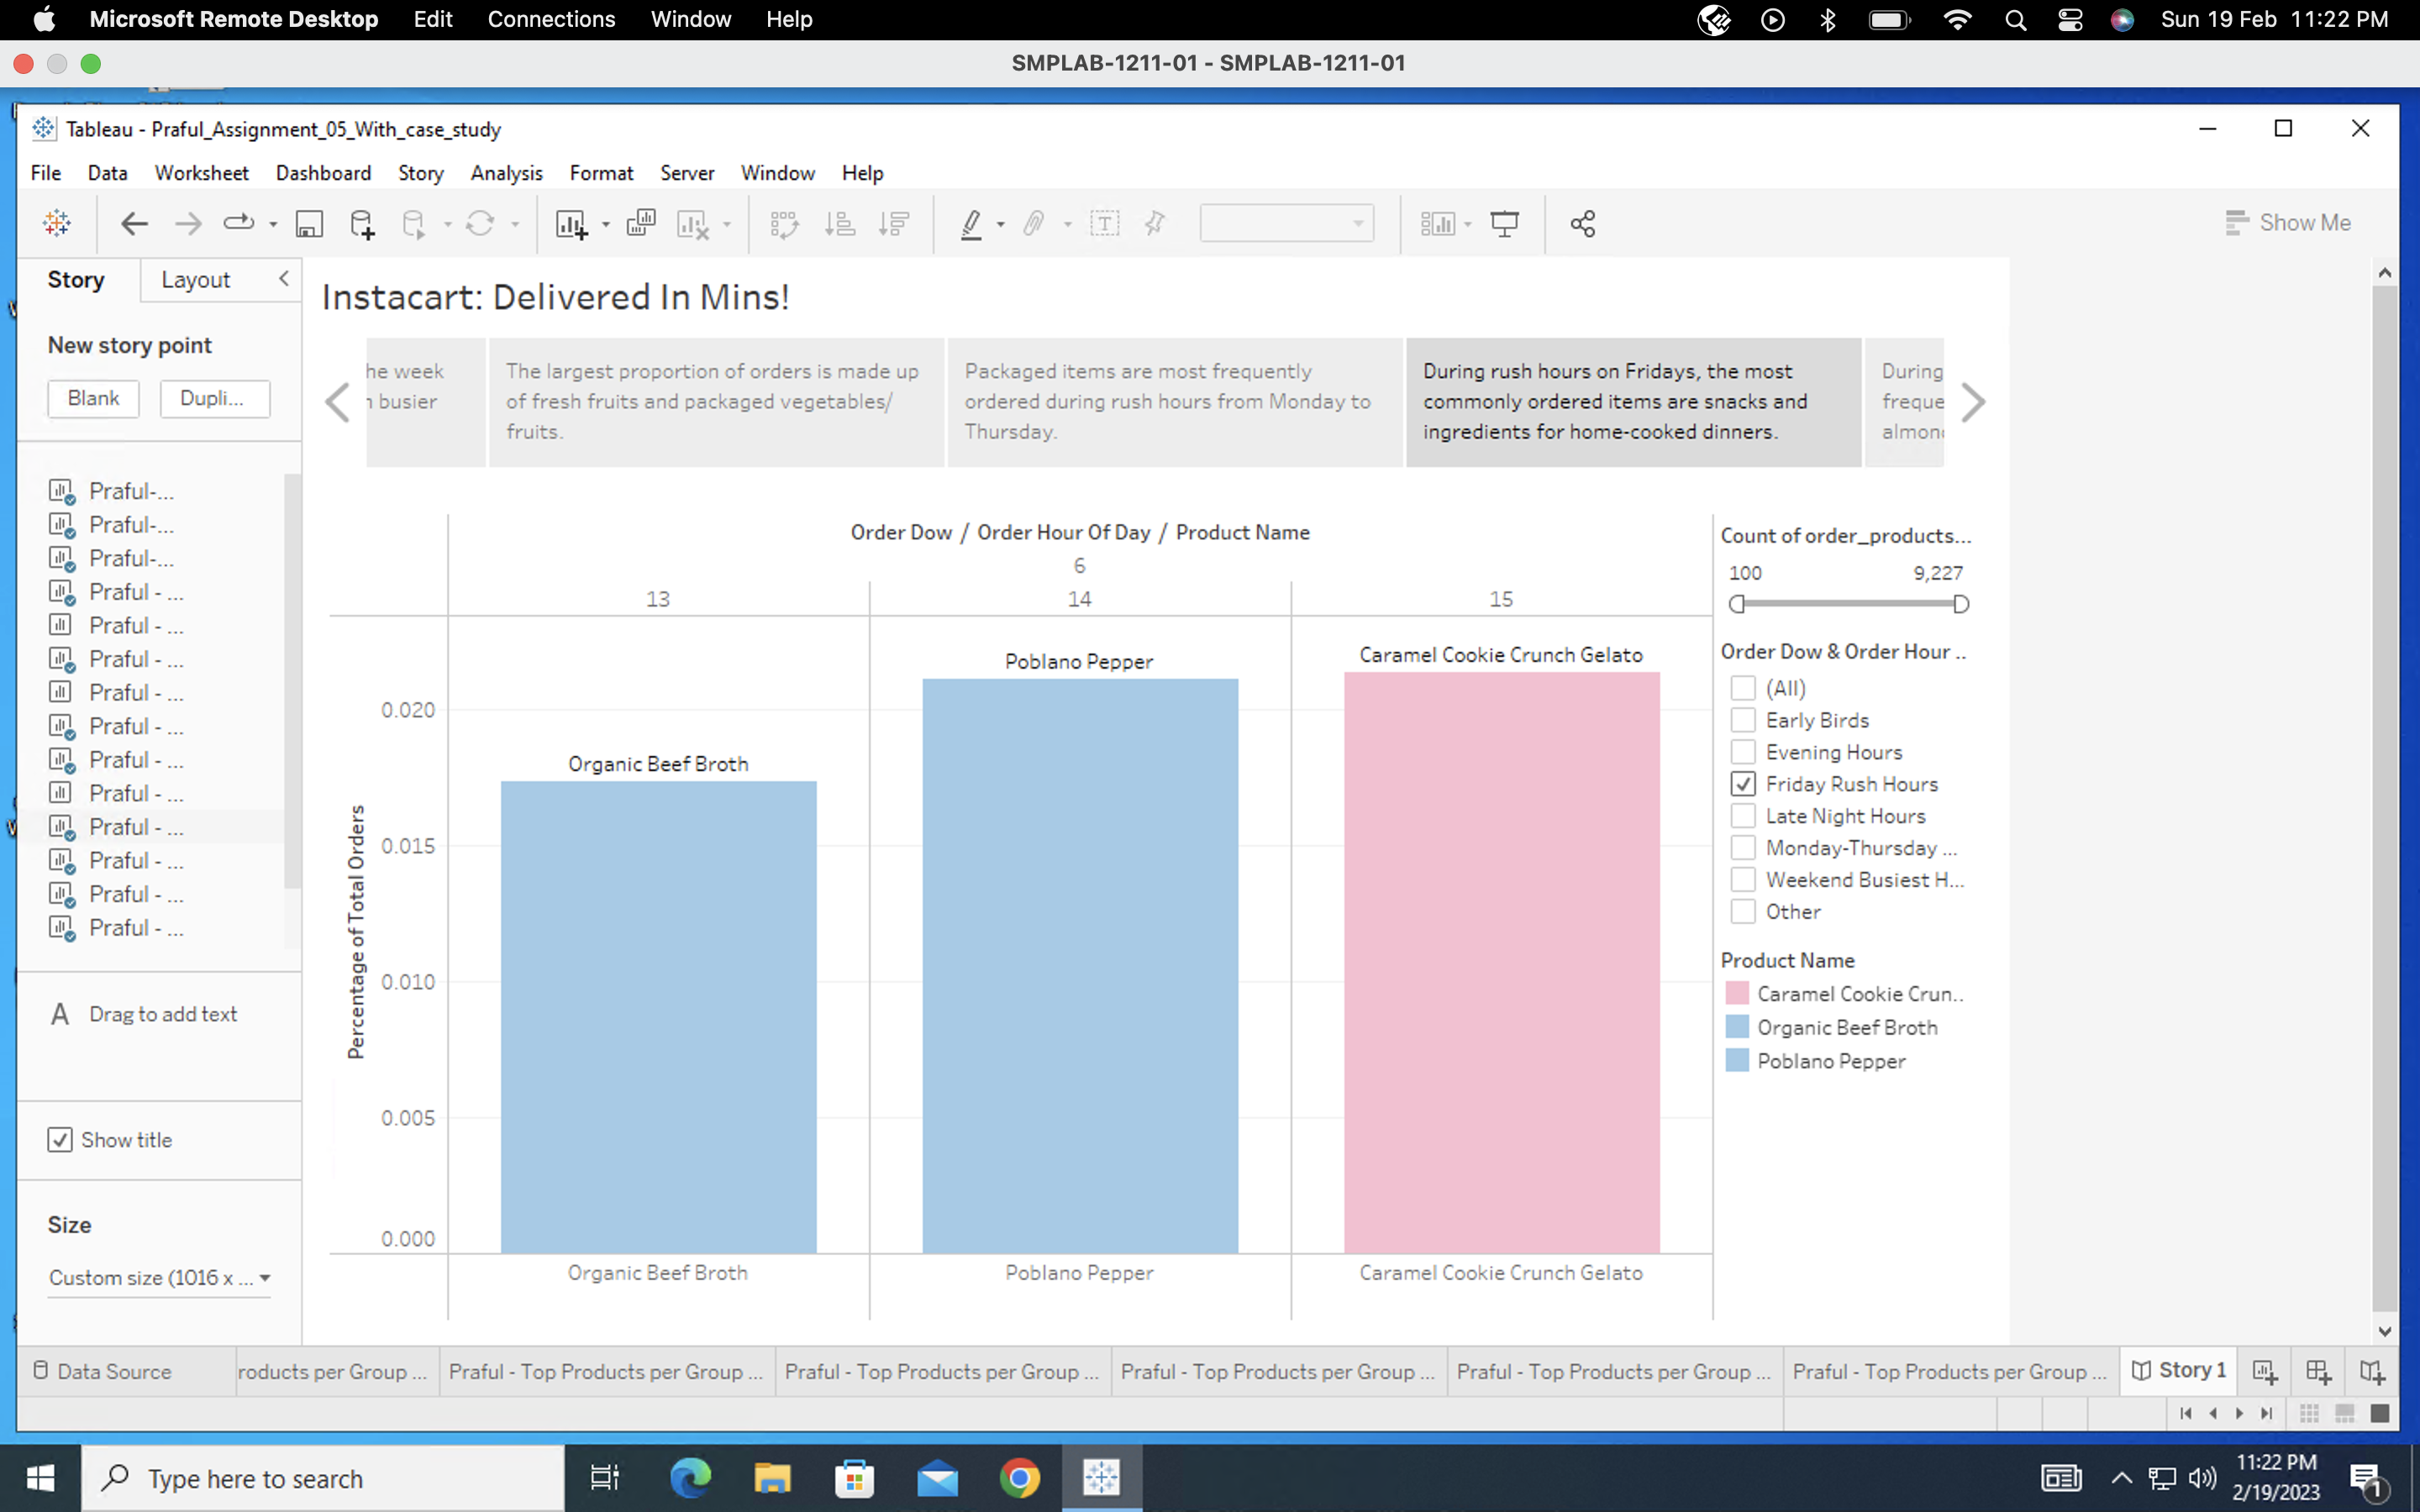 Microsoft Remote Desktop Edit Connections Window Help Sun 19 Feb 11:22 PM
SMPLAB-1211-01 - SMPLAB-1211-01
Tableau - Praful_Assignment_05_With_case_study
File Data Worksheet Dashboard Story Analysis Format Server Window Help
Show Me
Story Layout
New story point
Blank Dupli...
Praful-...
Praful-...
Praful-...
Praful - ...
Praful - ...
Praful - ...
Praful - ...
Praful - ...
Praful - ...
Praful - ...
Praful - ...
Praful - ...
Praful - ...
Praful - ...
A Drag to add text
Show title
Size
Custom size (1016 x ...
Instacart: Delivered In Mins!
he week
busier
The largest proportion of orders is made up
of fresh fruits and packaged vegetables/
fruits.
Packaged items are most frequently
ordered during rush hours from Monday to
Thursday.
During rush hours on Fridays, the most
commonly ordered items are snacks and
ingredients for home-cooked dinners.
During
freque
almon
Order Dow / Order Hour Of Day / Product Name
6
13 14 15
Percentage of Total Orders
0.020
0.015
0.010
0.005
0.000
Organic Beef Broth
Poblano Pepper
Caramel Cookie Crunch Gelato
Organic Beef Broth Poblano Pepper Caramel Cookie Crunch Gelato
Count of order_products...
100 9,227
Order Dow & Order Hour ..
(All)
Early Birds
Evening Hours
Friday Rush Hours
Late Night Hours
Monday-Thursday ...
Weekend Busiest H...
Other
Product Name
Caramel Cookie Crun..
Organic Beef Broth
Poblano Pepper
Data Source roducts per Group ... Praful - Top Products per Group ... Praful - Top Products per Group ... Praful - Top Products per Group ... Praful - Top Products per Group ... Praful - Top Products per Group ... Story 1
Type here to search
11:22 PM
2/19/2023
1